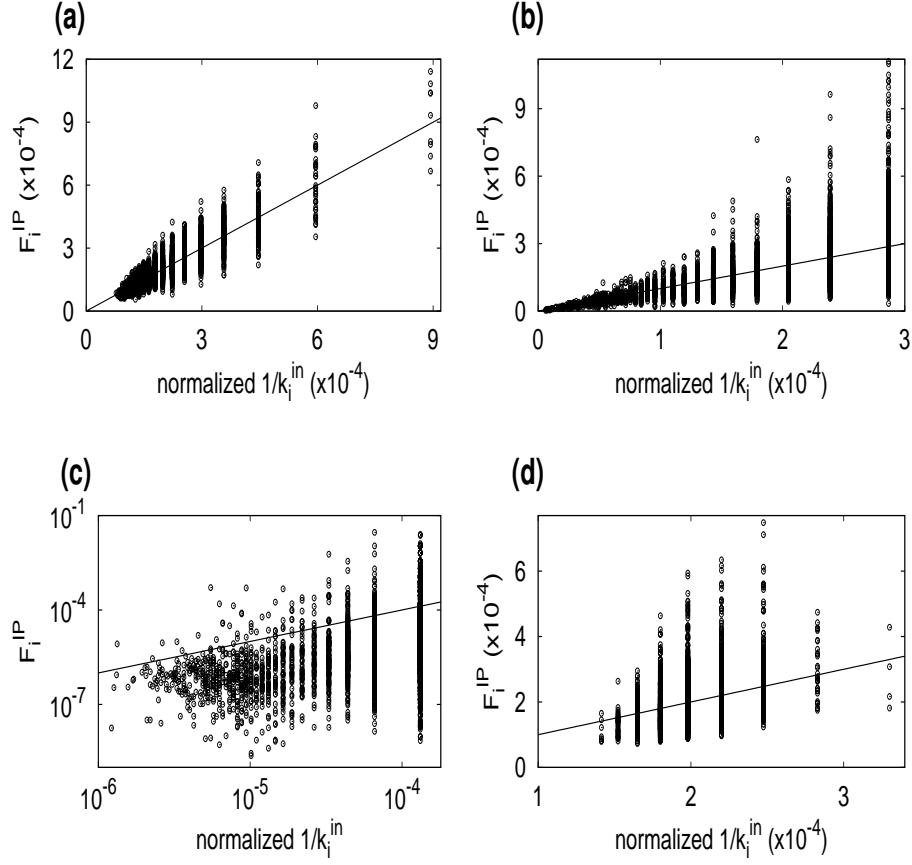 (a)
12
9
6
3
0
F_i^IP (x10^-4)
0 3 6 9
normalized 1/k_i^in (x10^-4)
(b)
9
6
3
0
F_i^IP (x10^-4)
0 1 2 3
normalized 1/k_i^in (x10^-4)
(c)
10^-1
10^-4
10^-7
F_i^IP
10^-6 10^-5 10^-4
normalized 1/k_i^in
(d)
6
4
2
0
F_i^IP (x10^-4)
1 2 3
normalized 1/k_i^in (x10^-4)